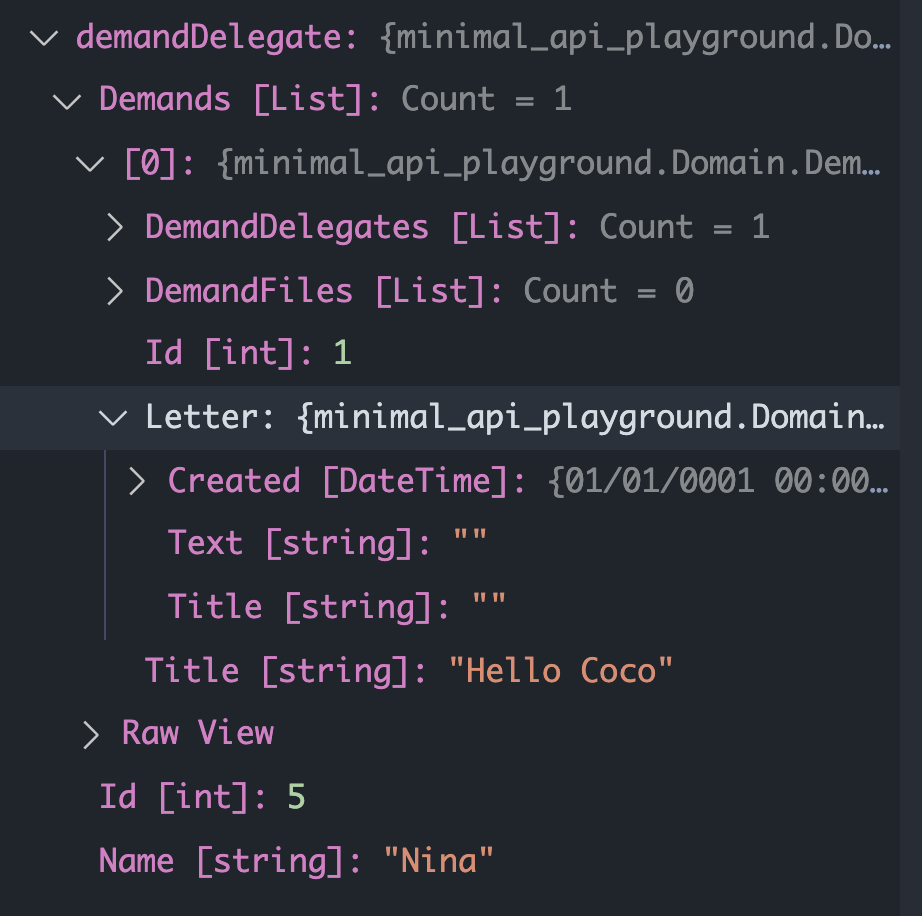 demandDelegate: {minimal_api_playground.Do…
Demands [List]: Count = 1
[0]: {minimal_api_playground.Domain.Dem…
DemandDelegates [List]: Count = 1
DemandFiles [List]: Count = 0
Id [int]: 1
Letter: {minimal_api_playground.Domain…
Created [DateTime]: {01/01/0001 00:00…
Text [string]: ""
Title [string]: ""
Title [string]: "Hello Coco"
Raw View
Id [int]: 5
Name [string]: "Nina"